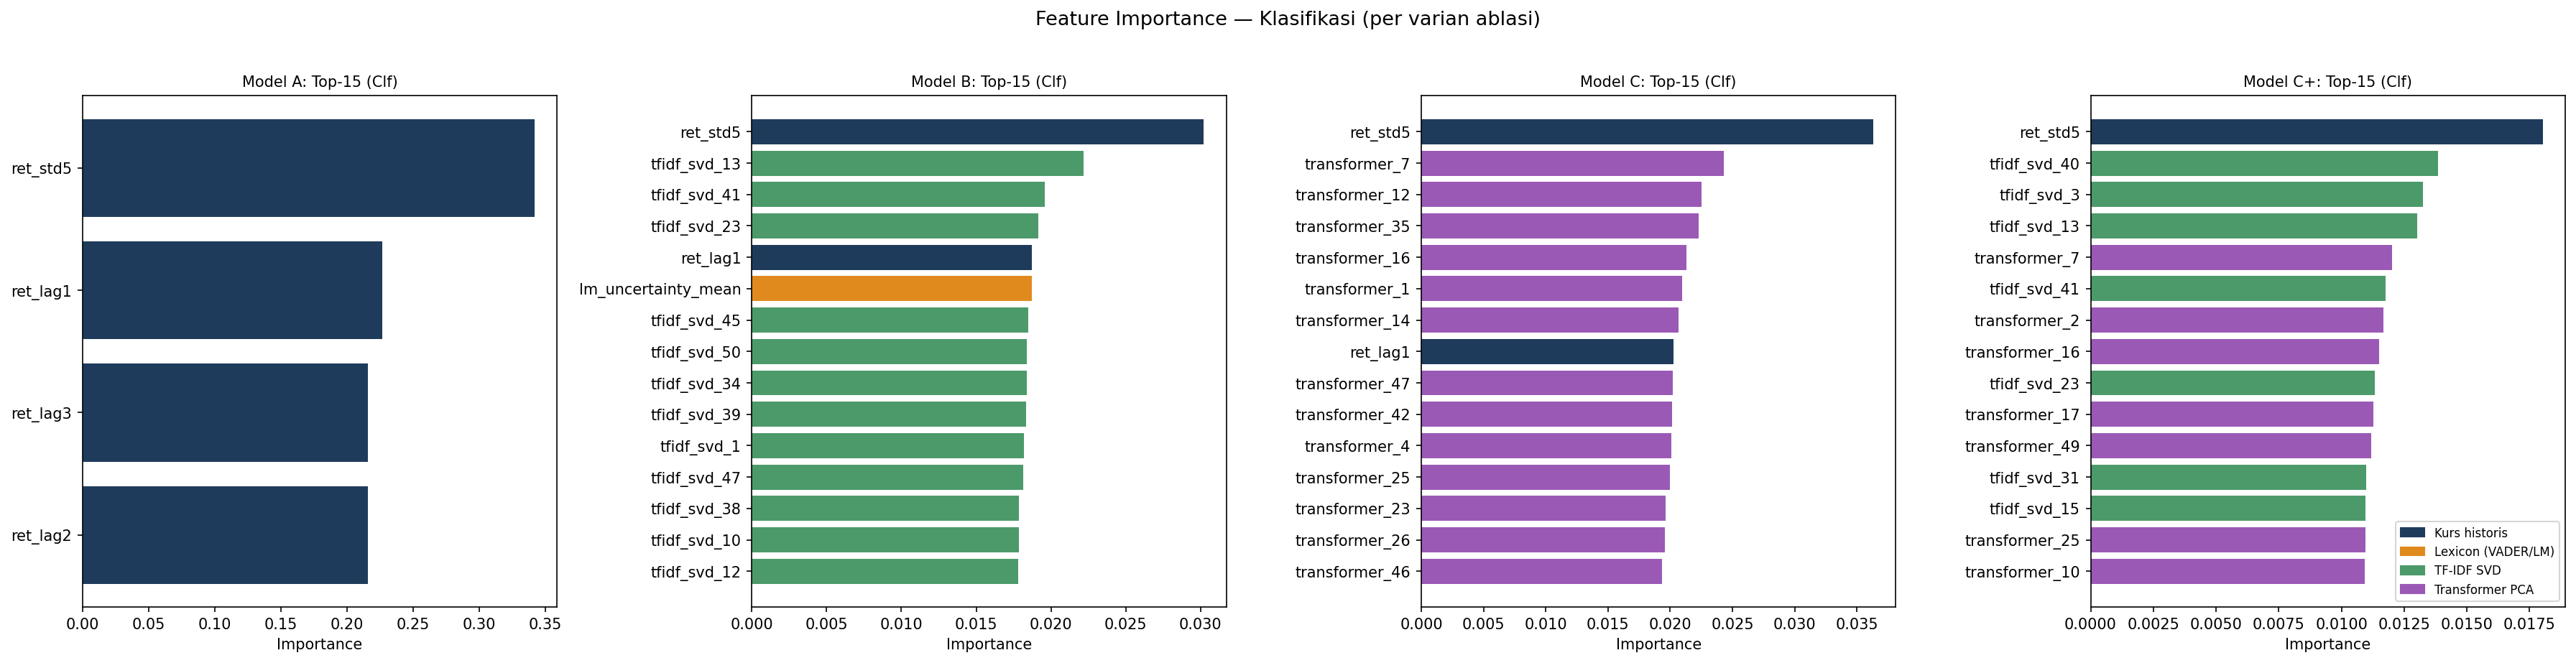 Feature Importance — Klasifikasi (per varian ablasi)
Model A: Top-15 (Clf)
ret_std5
ret_lag1
ret_lag3
ret_lag2
0.00 0.05 0.10 0.15 0.20 0.25 0.30 0.35
Importance
Model B: Top-15 (Clf)
ret_std5
tfidf_svd_13
tfidf_svd_41
tfidf_svd_23
ret_lag1
lm_uncertainty_mean
tfidf_svd_45
tfidf_svd_50
tfidf_svd_34
tfidf_svd_39
tfidf_svd_1
tfidf_svd_47
tfidf_svd_38
tfidf_svd_10
tfidf_svd_12
0.000 0.005 0.010 0.015 0.020 0.025 0.030
Importance
Model C: Top-15 (Clf)
ret_std5
transformer_7
transformer_12
transformer_35
transformer_16
transformer_1
transformer_14
ret_lag1
transformer_47
transformer_42
transformer_4
transformer_25
transformer_23
transformer_26
transformer_46
0.000 0.005 0.010 0.015 0.020 0.025 0.030 0.035
Importance
Model C+: Top-15 (Clf)
ret_std5
tfidf_svd_40
tfidf_svd_3
tfidf_svd_13
transformer_7
tfidf_svd_41
transformer_2
transformer_16
tfidf_svd_23
transformer_17
transformer_49
tfidf_svd_31
tfidf_svd_15
transformer_25
transformer_10
Kurs historis
Lexicon (VADER/LM)
TF-IDF SVD
Transformer PCA
0.0000 0.0025 0.0050 0.0075 0.0100 0.0125 0.0150 0.0175
Importance